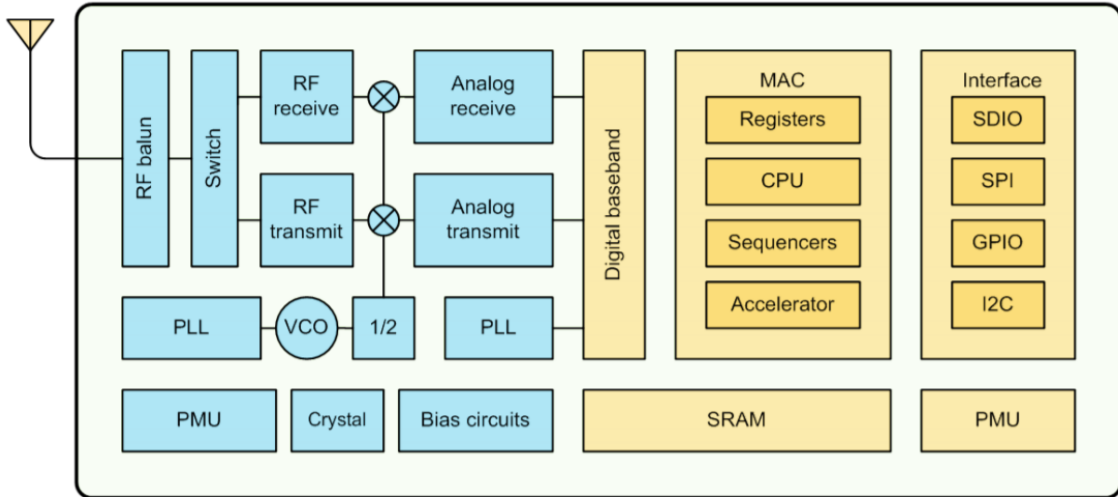 RF balun
Switch
RF
receive
Analog
receive
RF
transmit
Analog
transmit
PLL
VCO
1/2
PLL
Digital baseband
MAC
Registers
CPU
Sequencers
Accelerator
Interface
SDIO
SPI
GPIO
I2C
PMU
Crystal
Bias circuits
SRAM
PMU